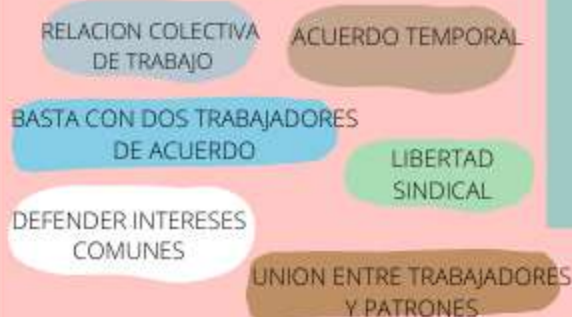 RELACION COLECTIVA
DE TRABAJO
ACUERDO TEMPORAL
BASTA CON DOS TRABAJADORES
DE ACUERDO
LIBERTAD
SINDICAL
DEFENDER INTERESES
COMUNES
UNION ENTRE TRABAJADORES
Y PATRONES